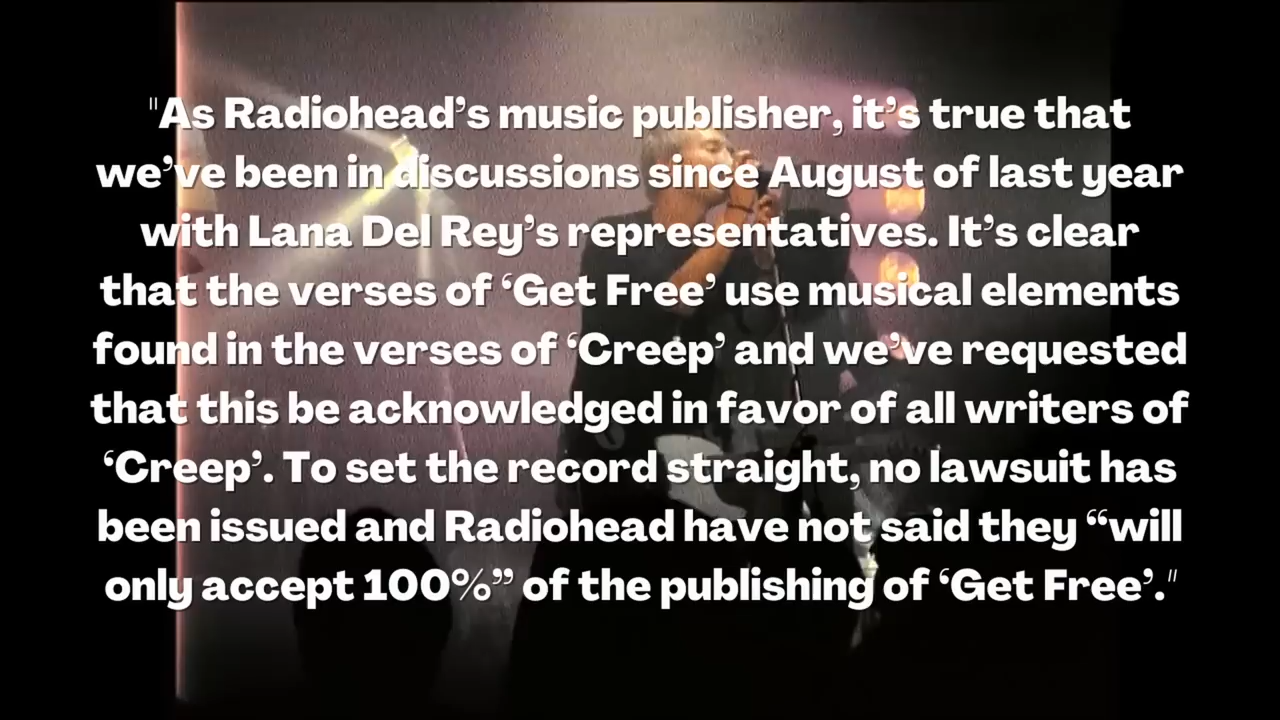 "As Radiohead’s music publisher, it’s true that
we’ve been in discussions since August of last year
with Lana Del Rey’s representatives. It’s clear
that the verses of ‘Get Free’ use musical elements
found in the verses of ‘Creep’ and we’ve requested
that this be acknowledged in favor of all writers of
‘Creep’. To set the record straight, no lawsuit has
been issued and Radiohead have not said they “will
only accept 100%” of the publishing of ‘Get Free’."